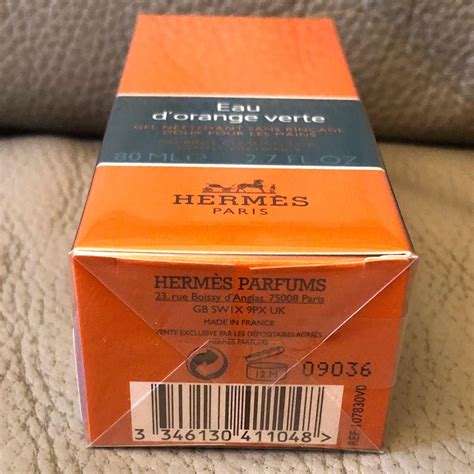 Eau
d'orange verte
GEL NETTOYANT SANS RINÇAGE
DOUX POUR LES MAINS
80 ML 2.7 FL.OZ
HERMÈS
PARIS
HERMÈS PARFUMS
23, rue Boissy d'Anglas, 75008 Paris
GB SW1X 9PX UK
MADE IN FRANCE
VENTE EXCLUSIVE PAR LES DÉPOSITAIRES AGRÉÉS
HERMÈS PARFUMS
12 M
09036
3 346130 411048 >
REF 107830V0